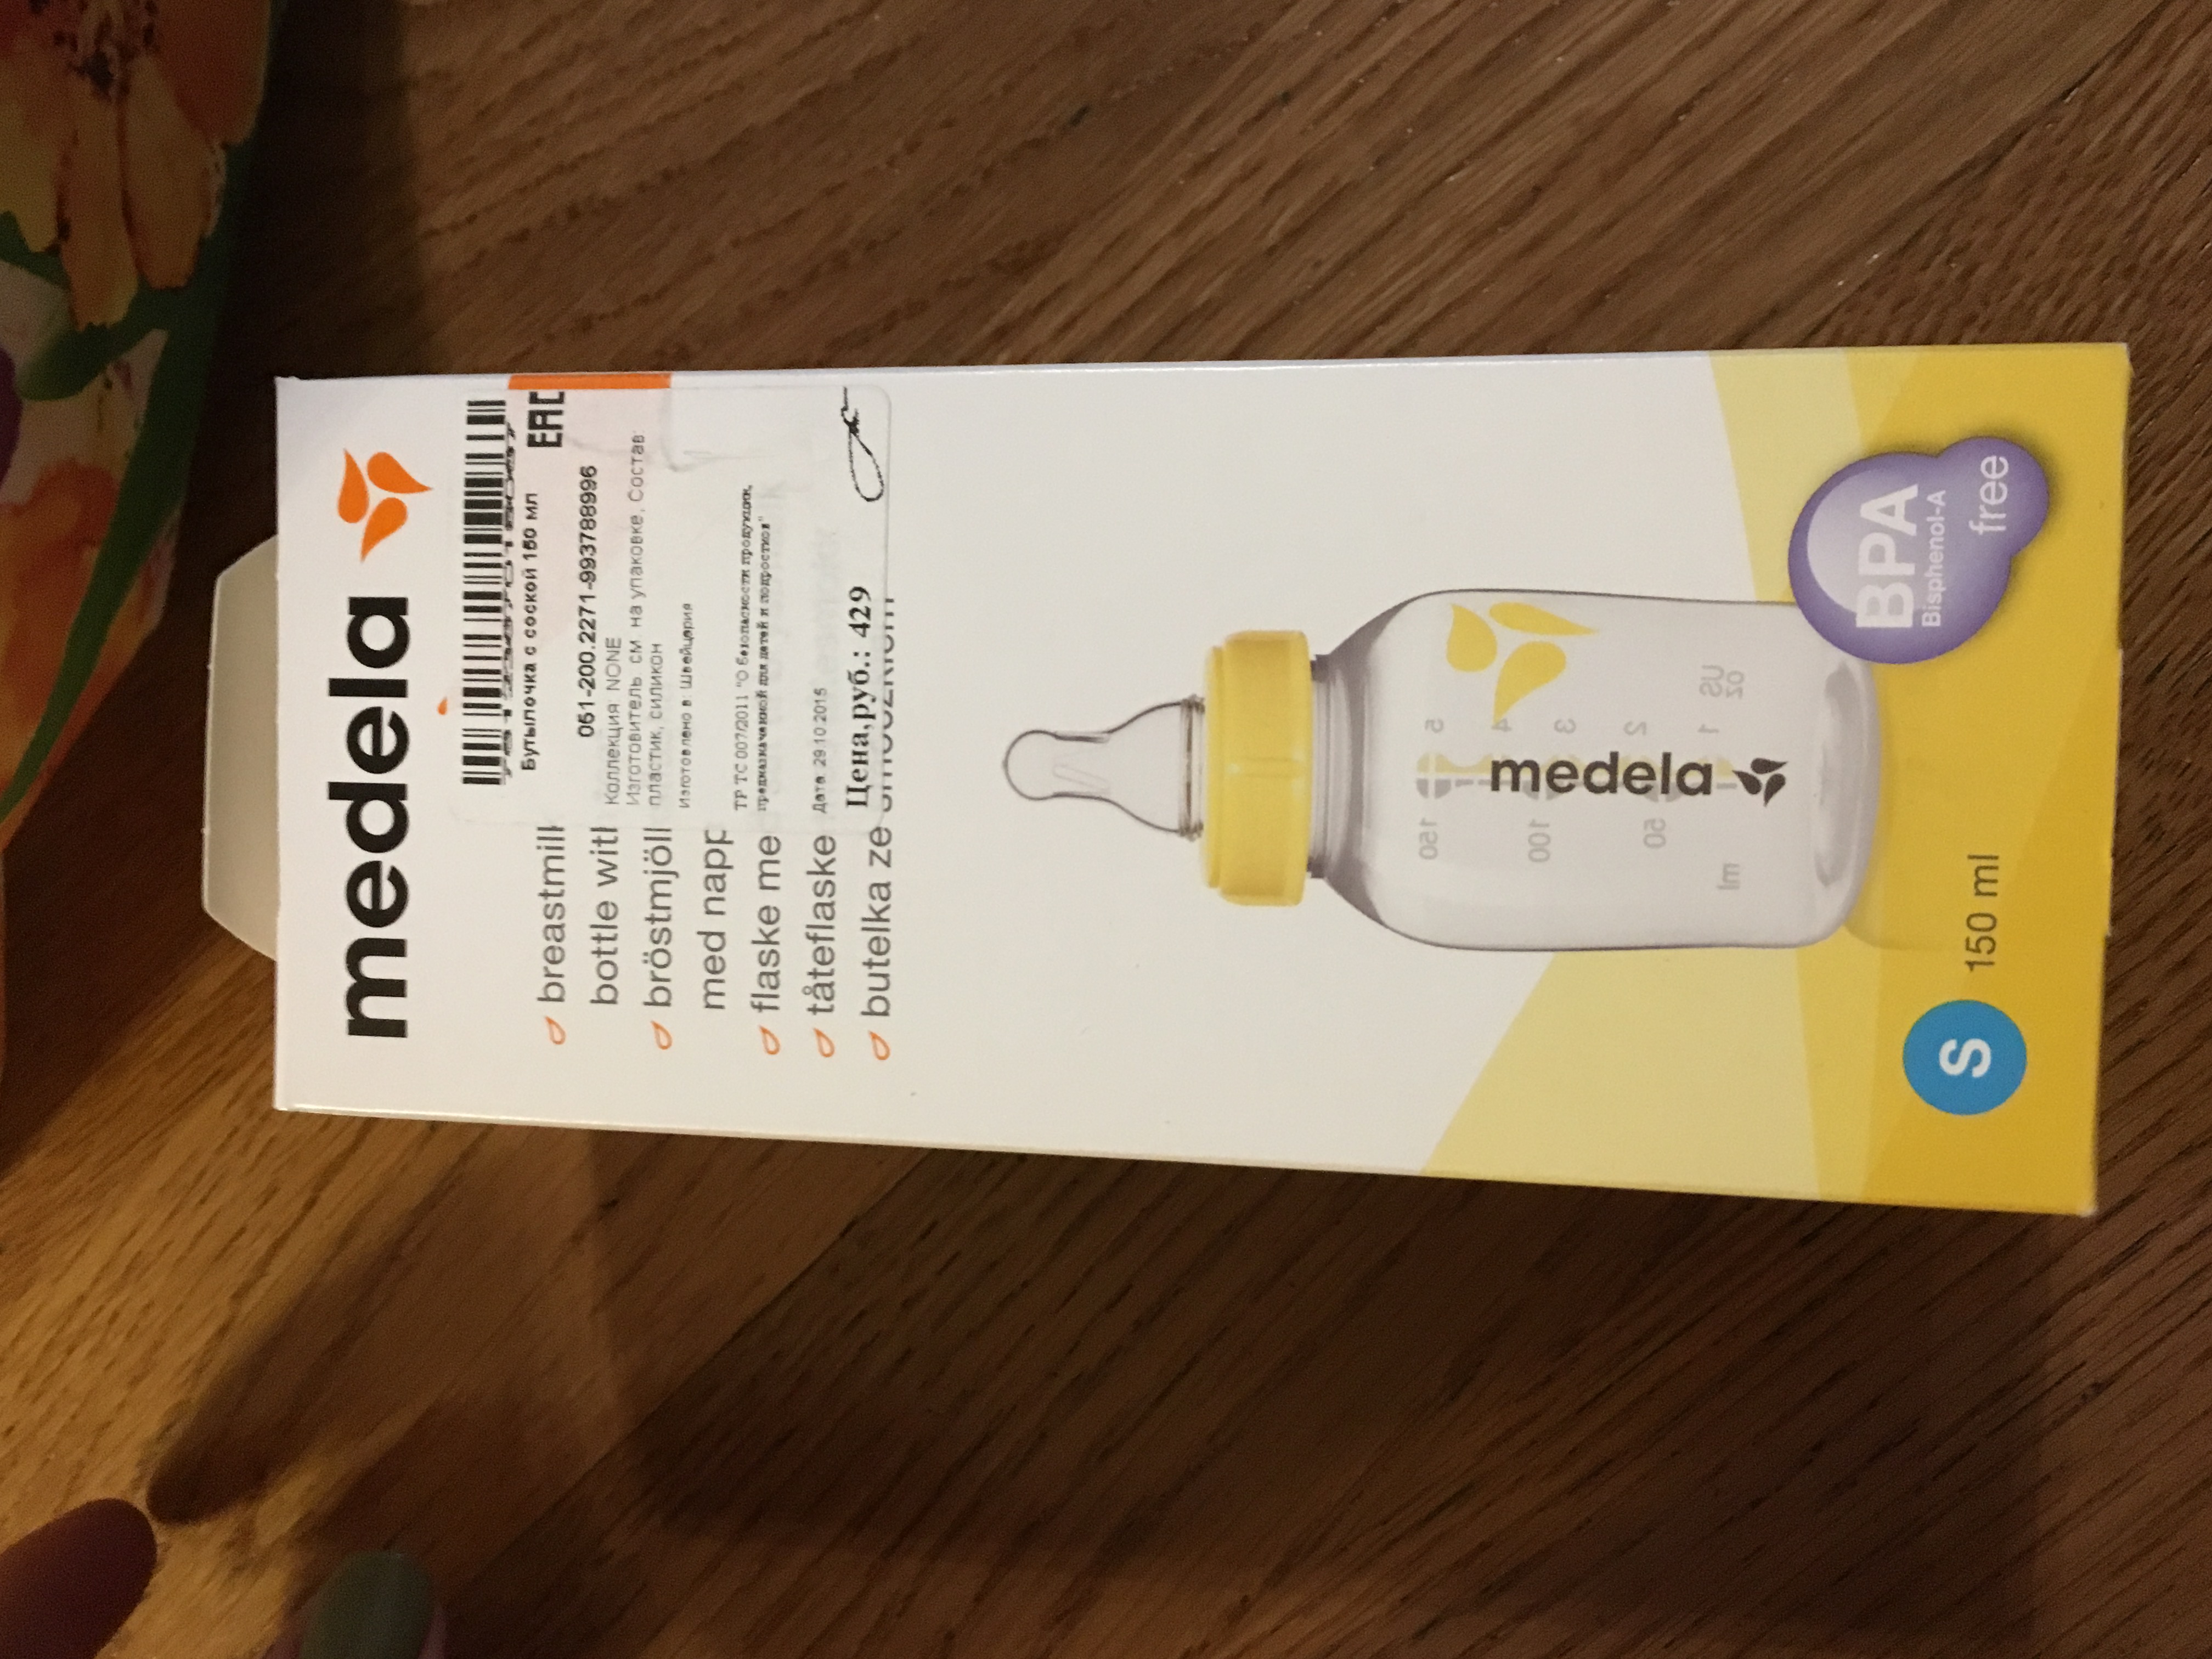 medela
Бутылочка с соской 150 мл
ЕАС
051-200.2271-993788996
Коллекция NONE
Изготовитель см. на упаковке, Состав:
пластик, силикон
Изготовлено в: Швейцария
ТР ТС 007/2011 "О безопасности продукции,
предназначенной для детей и подростков"
Дата 29.10.2015
Цена,руб.: 429
breastmilk
bottle with
bröstmjöl
med napp
flaske me
tåteflaske
butelka ze smoczkiem
5
4
3
2
1
US
oz
150
100
50
ml
medela
BPA
Bisphenol-A
free
S 150 ml